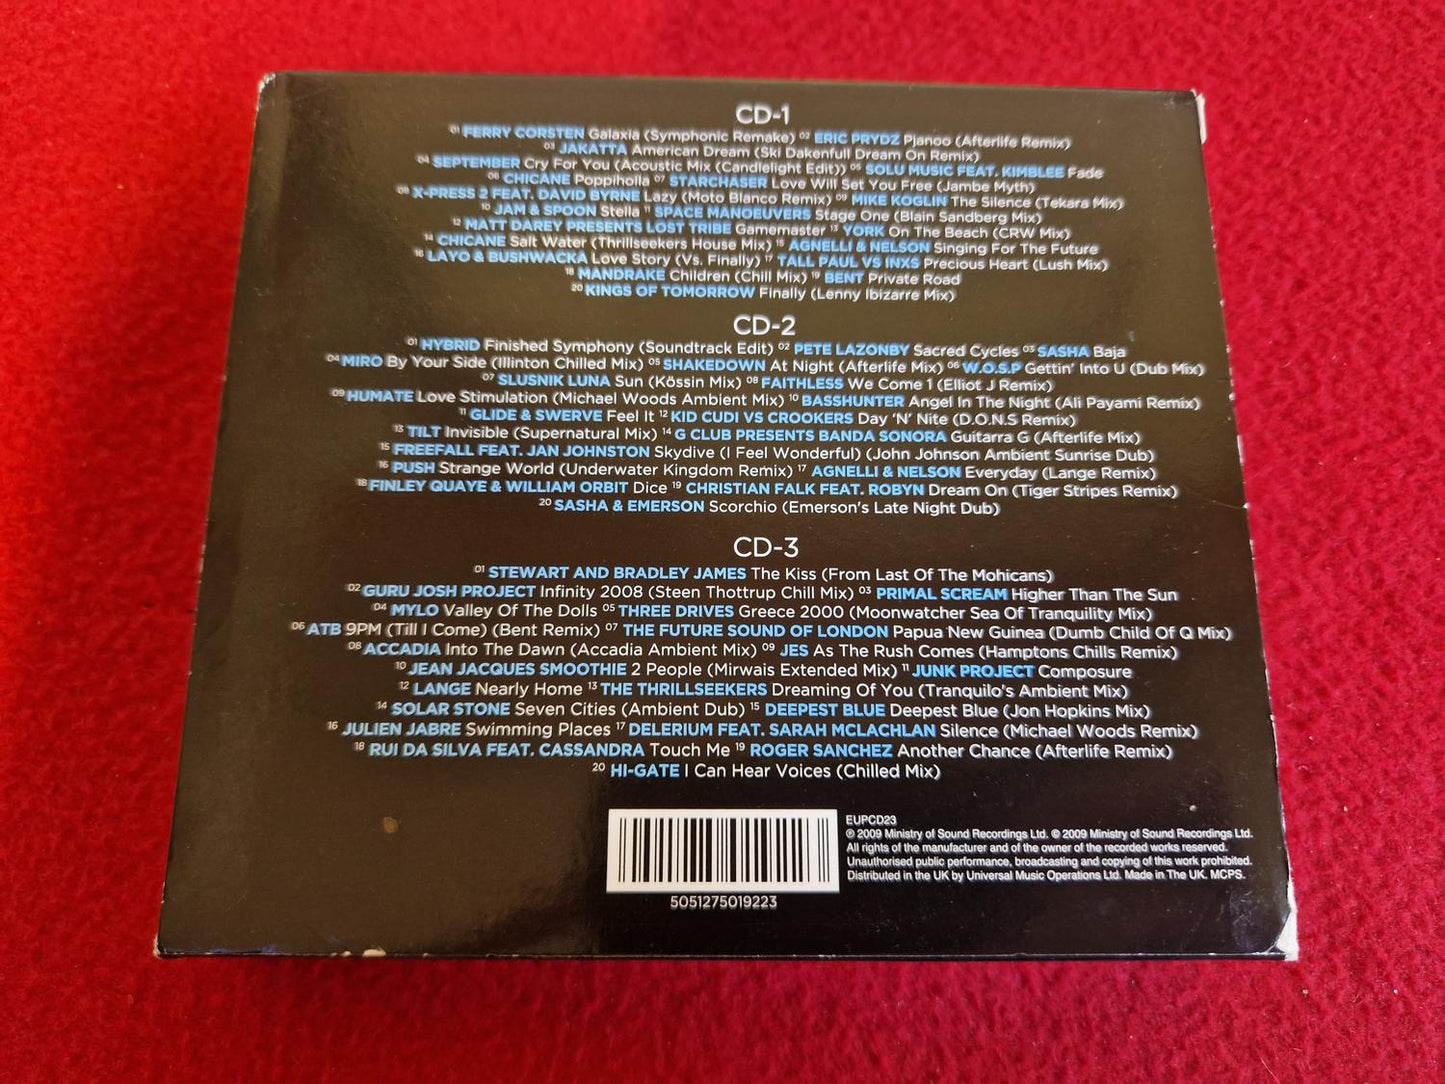 CD-1
01 FERRY CORSTEN Galaxia (Symphonic Remake) 02 ERIC PRYDZ Pjanoo (Afterlife Remix)
03 JAKATTA American Dream (Ski Dakenfull Dream On Remix)
04 SEPTEMBER Cry For You (Acoustic Mix (Candlelight Edit)) 05 SOLU MUSIC FEAT. KIMBLEE Fade
06 CHICANE Poppiholla 07 STARCHASER Love Will Set You Free (Jambe Myth)
08 X-PRESS 2 FEAT. DAVID BYRNE Lazy (Moto Blanco Remix) 09 MIKE KOGLIN The Silence (Tekara Mix)
10 JAM & SPOON Stella 11 SPACE MANOEUVERS Stage One (Blain Sandberg Mix)
12 MATT DAREY PRESENTS LOST TRIBE Gamemaster 13 YORK On The Beach (CRW Mix)
14 CHICANE Salt Water (Thrillseekers House Mix) 15 AGNELLI & NELSON Singing For The Future
16 LAYO & BUSHWACKA Love Story (Vs. Finally) 17 TALL PAUL VS INXS Precious Heart (Lush Mix)
18 MANDRAKE Children (Chill Mix) 19 BENT Private Road
20 KINGS OF TOMORROW Finally (Lenny Ibizarre Mix)
CD-2
01 HYBRID Finished Symphony (Soundtrack Edit) 02 PETE LAZONBY Sacred Cycles 03 SASHA Baja
04 MIRO By Your Side (Illinton Chilled Mix) 05 SHAKEDOWN At Night (Afterlife Mix) 06 W.O.S.P Gettin' Into U (Dub Mix)
07 SLUSNIK LUNA Sun (Kössin Mix) 08 FAITHLESS We Come 1 (Elliot J Remix)
09 HUMATE Love Stimulation (Michael Woods Ambient Mix) 10 BASSHUNTER Angel In The Night (Ali Payami Remix)
11 GLIDE & SWERVE Feel It 12 KID CUDI VS CROOKERS Day 'N' Nite (D.O.N.S Remix)
13 TILT Invisible (Supernatural Mix) 14 G CLUB PRESENTS BANDA SONORA Guitarra G (Afterlife Mix)
15 FREEFALL FEAT. JAN JOHNSTON Skydive (I Feel Wonderful) (John Johnson Ambient Sunrise Dub)
16 PUSH Strange World (Underwater Kingdom Remix) 17 AGNELLI & NELSON Everyday (Lange Remix)
18 FINLEY QUAYE & WILLIAM ORBIT Dice 19 CHRISTIAN FALK FEAT. ROBYN Dream On (Tiger Stripes Remix)
20 SASHA & EMERSON Scorchio (Emerson's Late Night Dub)
CD-3
01 STEWART AND BRADLEY JAMES The Kiss (From Last Of The Mohicans)
02 GURU JOSH PROJECT Infinity 2008 (Steen Thottrup Chill Mix) 03 PRIMAL SCREAM Higher Than The Sun
04 MYLO Valley Of The Dolls 05 THREE DRIVES Greece 2000 (Moonwatcher Sea Of Tranquility Mix)
06 ATB 9PM (Till I Come) (Bent Remix) 07 THE FUTURE SOUND OF LONDON Papua New Guinea (Dumb Child Of Q Mix)
08 ACCADIA Into The Dawn (Accadia Ambient Mix) 09 JES As The Rush Comes (Hamptons Chills Remix)
10 JEAN JACQUES SMOOTHIE 2 People (Mirwais Extended Mix) 11 JUNK PROJECT Composure
12 LANGE Nearly Home 13 THE THRILLSEEKERS Dreaming Of You (Tranquilo's Ambient Mix)
14 SOLAR STONE Seven Cities (Ambient Dub) 15 DEEPEST BLUE Deepest Blue (Jon Hopkins Mix)
16 JULIEN JABRE Swimming Places 17 DELERIUM FEAT. SARAH MCLACHLAN Silence (Michael Woods Remix)
18 RUI DA SILVA FEAT. CASSANDRA Touch Me 19 ROGER SANCHEZ Another Chance (Afterlife Remix)
20 HI-GATE I Can Hear Voices (Chilled Mix)
EUPCD23
℗ 2009 Ministry of Sound Recordings Ltd. © 2009 Ministry of Sound Recordings Ltd.
All rights of the manufacturer and of the owner of the recorded works reserved.
Unauthorised public performance, broadcasting and copying of this work prohibited.
Distributed in the UK by Universal Music Operations Ltd. Made in The UK. MCPS.
5051275019223